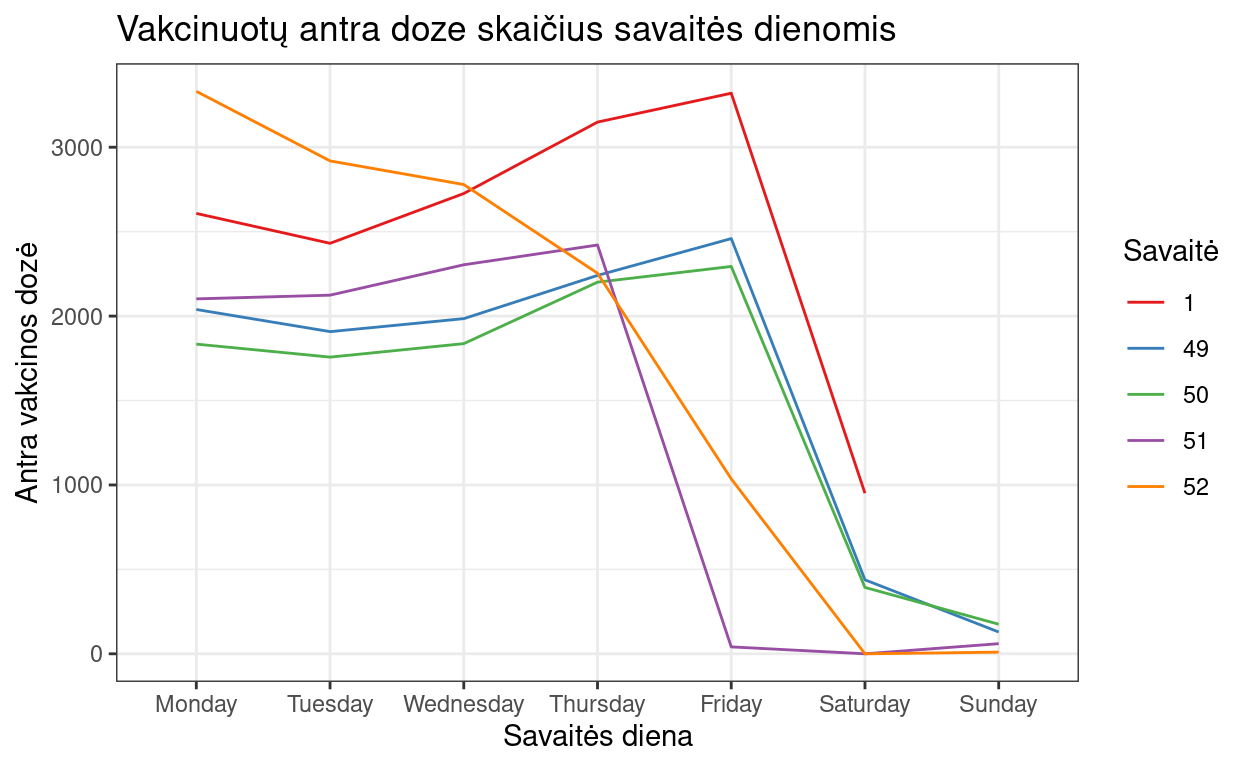 Vakcinuotų antra doze skaičius savaitės dienomis
Antra vakcinos dozė
3000
2000
1000
0
Monday Tuesday Wednesday Thursday Friday Saturday Sunday
Savaitės diena
Savaitė
1
49
50
51
52